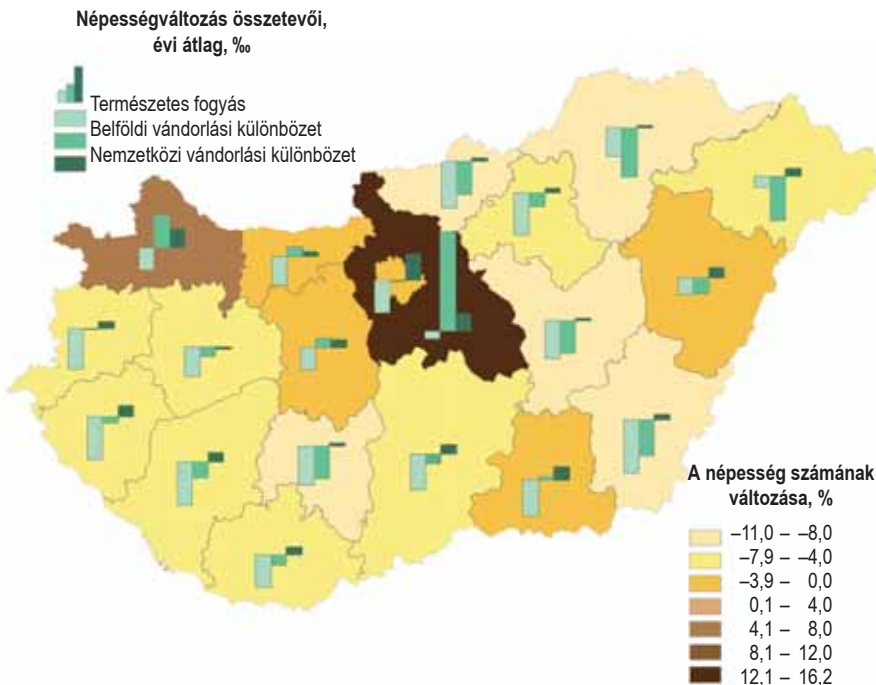 Népességváltozás összetevői,
évi átlag, ‰
Természetes fogyás
Belföldi vándorlási különbözet
Nemzetközi vándorlási különbözet
A népesség számának
változása, %
–11,0 – –8,0
–7,9 – –4,0
–3,9 – 0,0
0,1 – 4,0
4,1 – 8,0
8,1 – 12,0
12,1 – 16,2